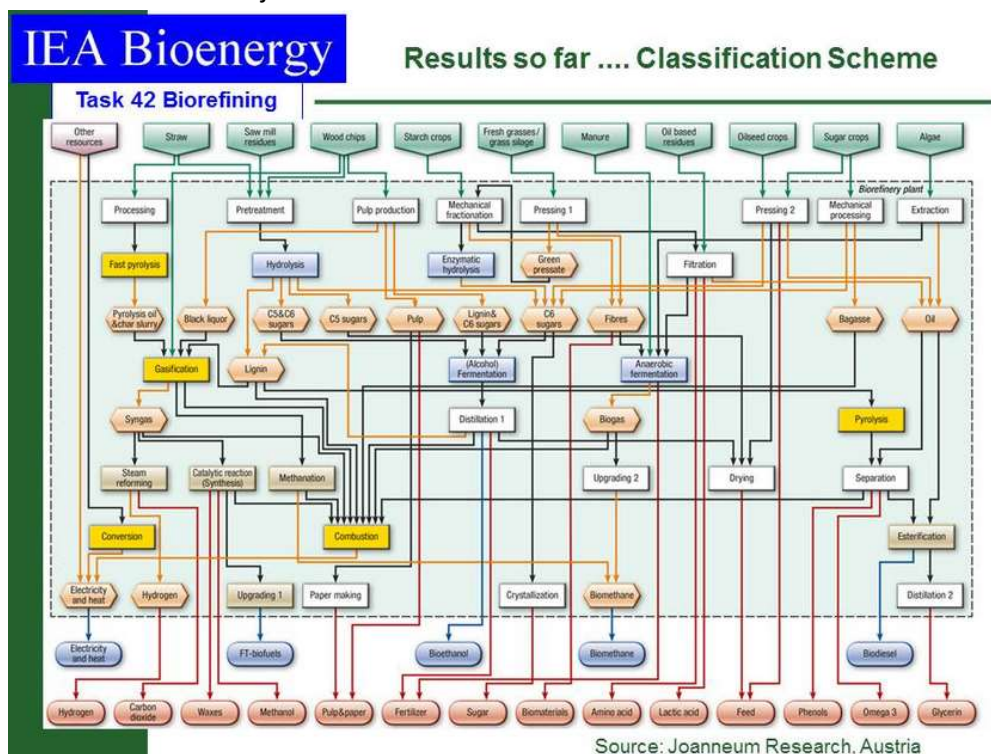 IEA Bioenergy
Results so far .... Classification Scheme
Task 42 Biorefining
Other resources
Straw
Saw mill residues
Wood chips
Starch crops
Fresh grasses/ grass silage
Manure
Oil based residues
Oilseed crops
Sugar crops
Algae
Biorefinery plant
Processing
Pretreatment
Pulp production
Mechanical fractionation
Pressing 1
Pressing 2
Mechanical processing
Extraction
Fast pyrolysis
Hydrolysis
Enzymatic hydrolysis
Green pressate
Filtration
Pyrolysis oil &char slurry
Black liquor
C5&C6 sugars
C5 sugars
Pulp
Lignin& C6 sugars
C6 sugars
Fibres
Bagasse
Oil
Gasification
Lignin
(Alcohol) Fermentation
Anaerobic fermentation
Syngas
Distillation 1
Biogas
Pyrolysis
Steam reforming
Catalytic reaction (Synthesis)
Methanation
Upgrading 2
Drying
Separation
Conversion
Combustion
Esterification
Electricity and heat
Hydrogen
Upgrading 1
Paper making
Crystallization
Biomethane
Distillation 2
Electricity and heat
FT-biofuels
Bioethanol
Biomethane
Biodiesel
Hydrogen
Carbon dioxide
Waxes
Methanol
Pulp&paper
Fertilizer
Sugar
Biomaterials
Amino acid
Lactic acid
Feed
Phenols
Omega 3
Glycerin
Source: Joanneum Research, Austria